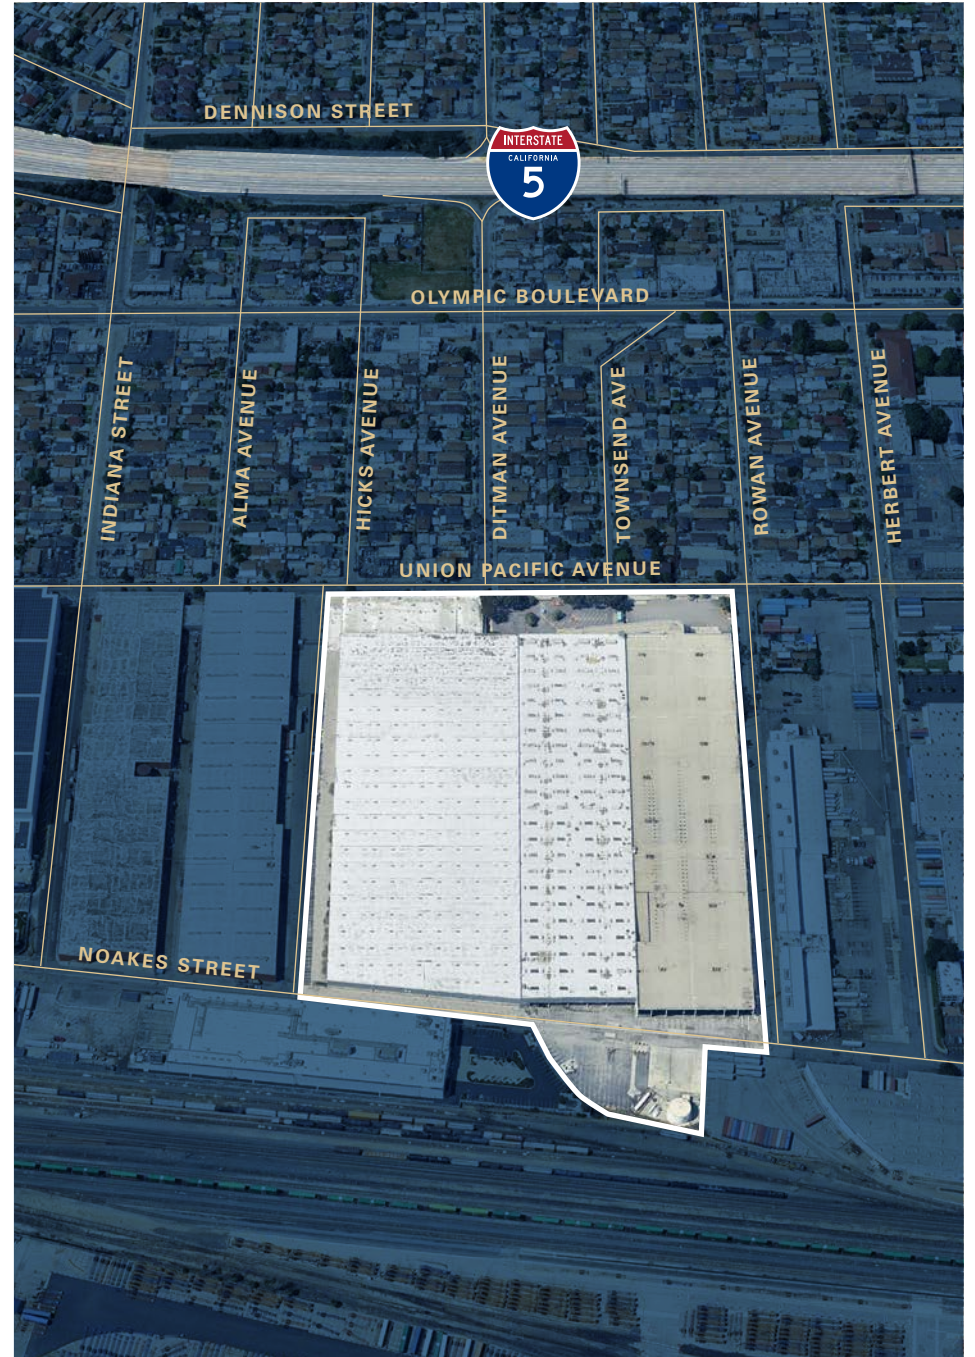 DENNISON STREET
INTERSTATE
CALIFORNIA
5
OLYMPIC BOULEVARD
INDIANA STREET
ALMA AVENUE
HICKS AVENUE
DITMAN AVENUE
TOWNSEND AVE
ROWAN AVENUE
HERBERT AVENUE
UNION PACIFIC AVENUE
NOAKES STREET